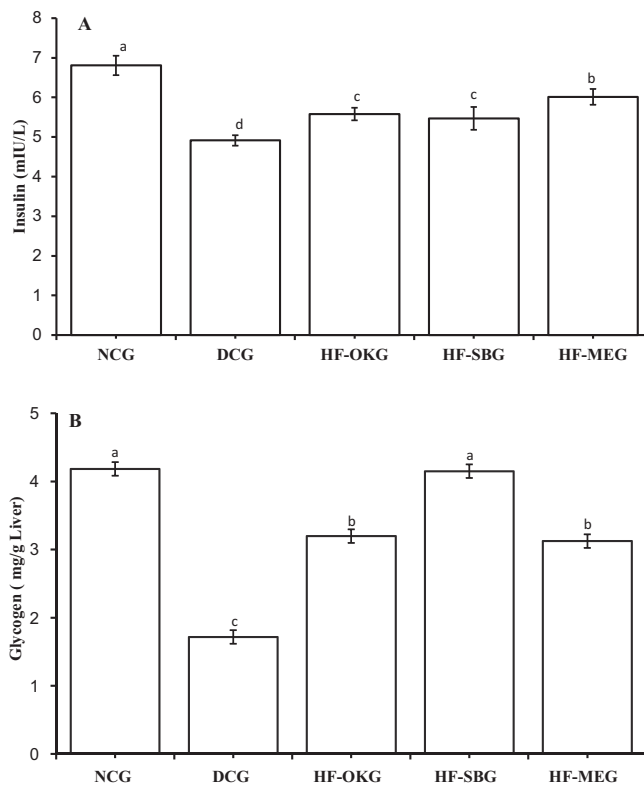 A
8
7
6
5
4
3
2
1
0
Insulin (mIU/L)
a
d
c
c
b
NCG DCG HF-OKG HF-SBG HF-MEG
B
5
4
3
2
1
0
Glycogen ( mg/g Liver)
a
c
b
a
b
NCG DCG HF-OKG HF-SBG HF-MEG